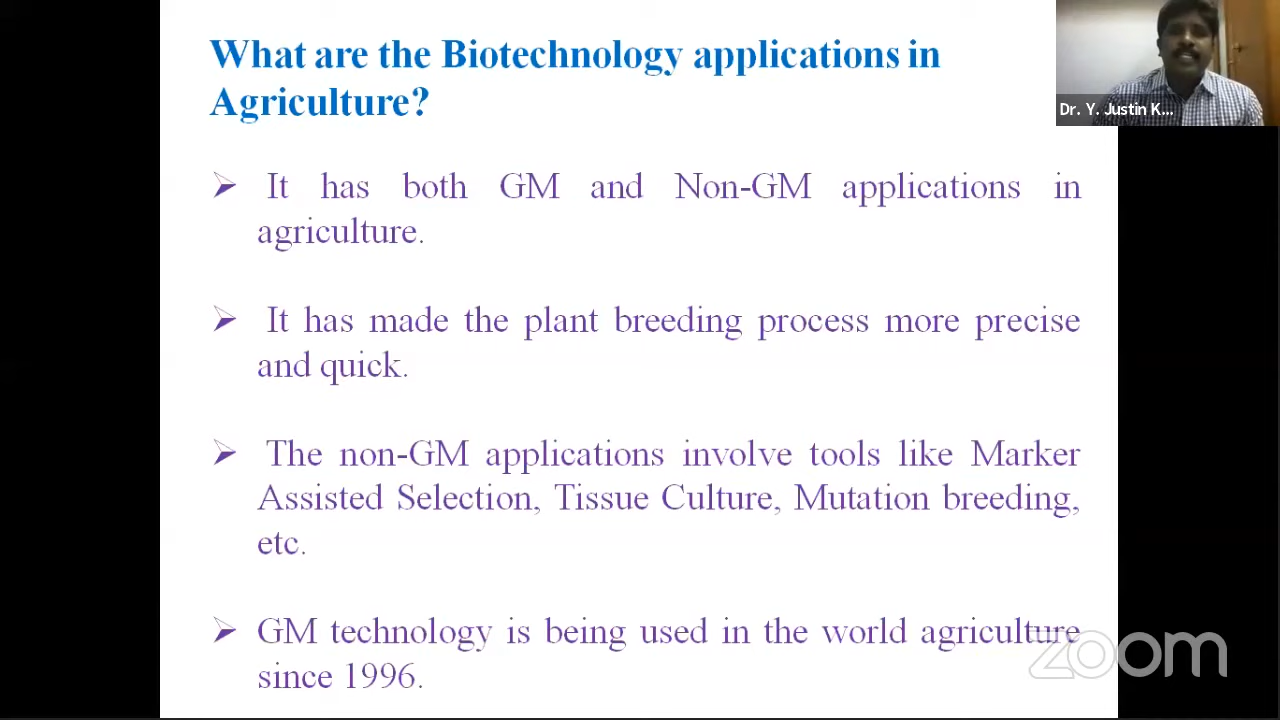 What are the Biotechnology applications in
Agriculture?
Dr. Y. Justin K...
➢ It has both GM and Non-GM applications in
agriculture.
➢ It has made the plant breeding process more precise
and quick.
➢ The non-GM applications involve tools like Marker
Assisted Selection, Tissue Culture, Mutation breeding,
etc.
➢ GM technology is being used in the world agriculture
since 1996.
zoom